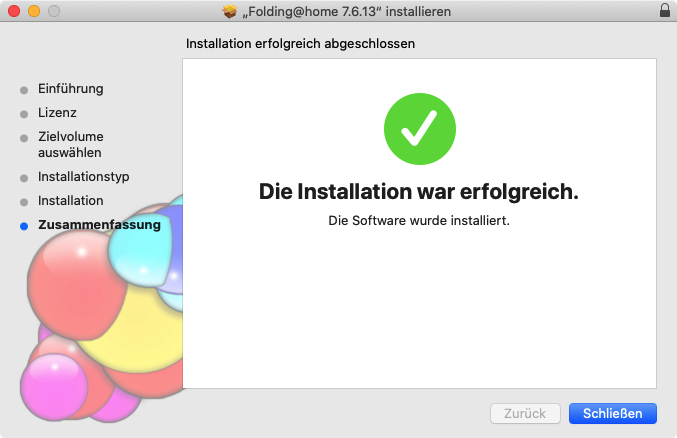 „Folding@home 7.6.13“ installieren
Installation erfolgreich abgeschlossen
Einführung
Lizenz
Zielvolume
auswählen
Installationstyp
Installation
Zusammenfassung
Die Installation war erfolgreich.
Die Software wurde installiert.
Zurück
Schließen